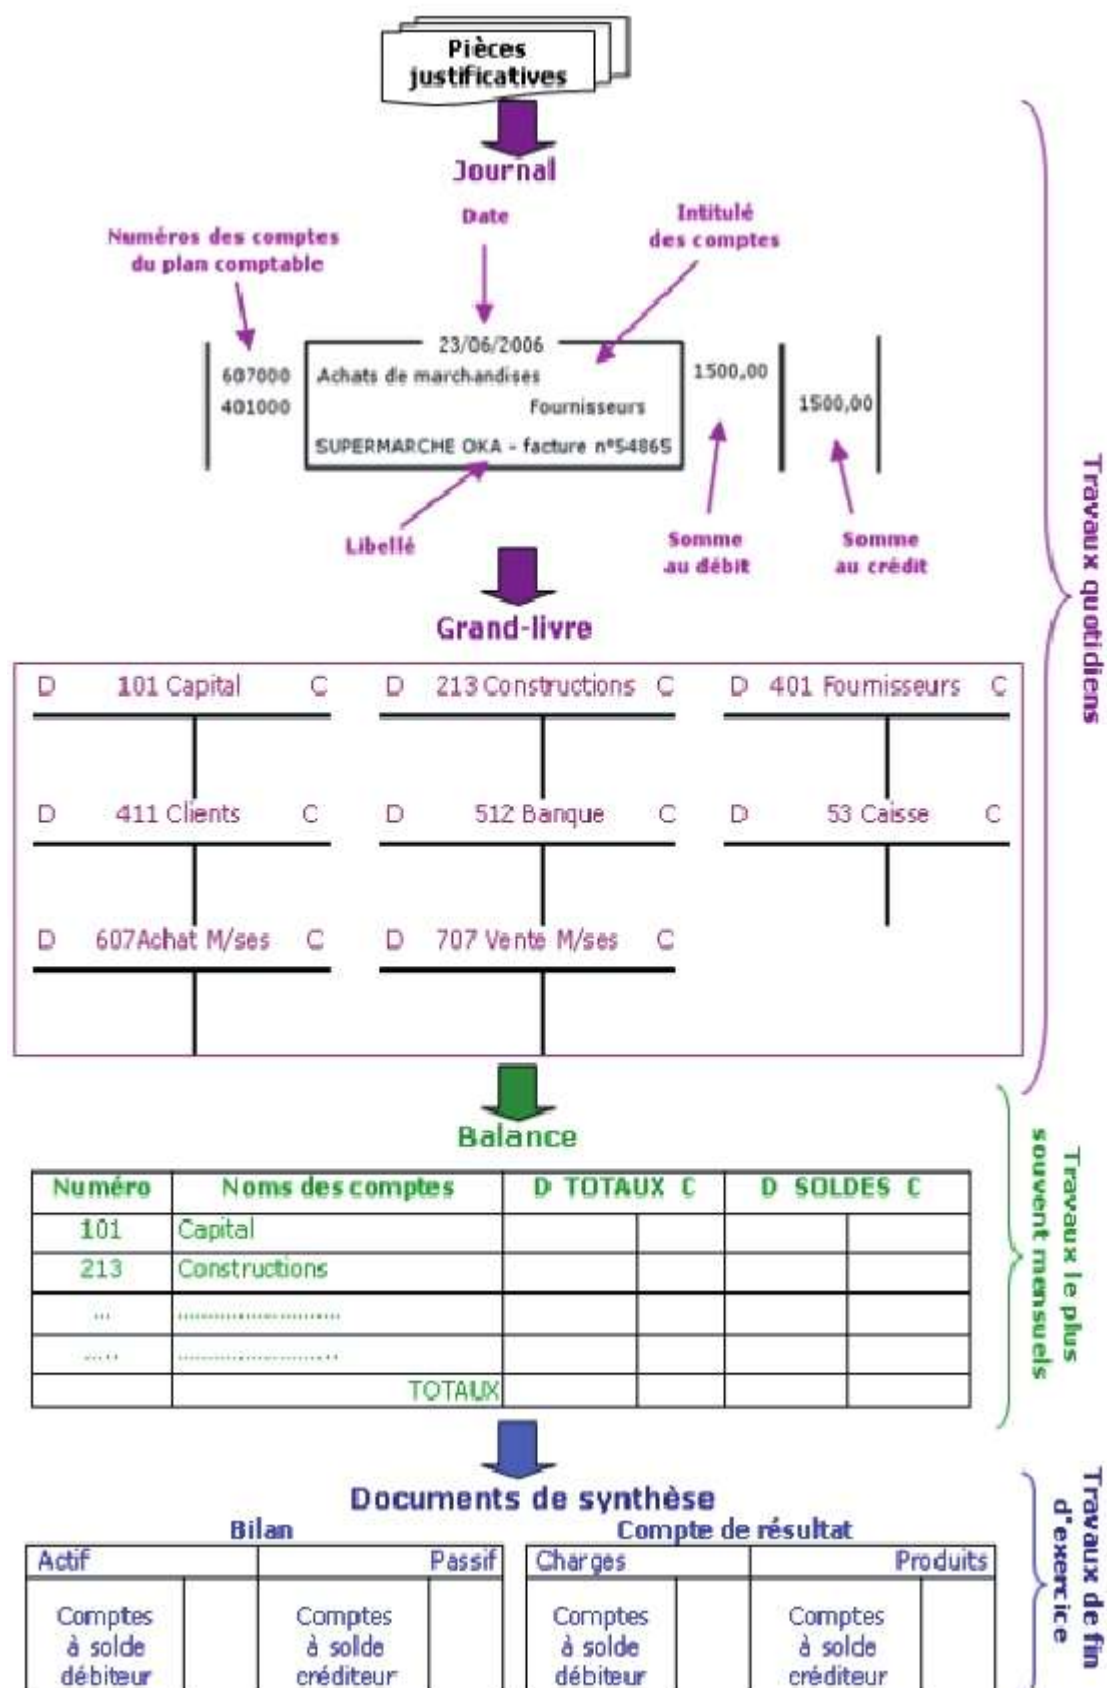 Pièces
justificatives
Journal
Date
Intitulé
des comptes
Numéros des comptes
du plan comptable
23/06/2006
607000 Achats de marchandises 1500,00
401000 Fournisseurs 1500,00
SUPERMARCHE OKA - facture n°54865
Libellé
Somme
au débit
Somme
au crédit
Travaux quotidiens
Grand-livre
D 101 Capital C D 213 Constructions C D 401 Fournisseurs C
D 411 Clients C D 512 Banque C D 53 Caisse C
D 607Achat M/ses C D 707 Vente M/ses C
Balance
Travaux le plus
souvent mensuels
Numéro Noms des comptes D TOTAUX C D SOLDES C
101 Capital
213 Constructions
... ........................
..... ........................
TOTAUX
Documents de synthèse
Travaux de fin
d'exercice
Bilan Compte de résultat
Actif Passif Charges Produits
Comptes Comptes Comptes Comptes
à solde à solde à solde à solde
débiteur créditeur débiteur créditeur